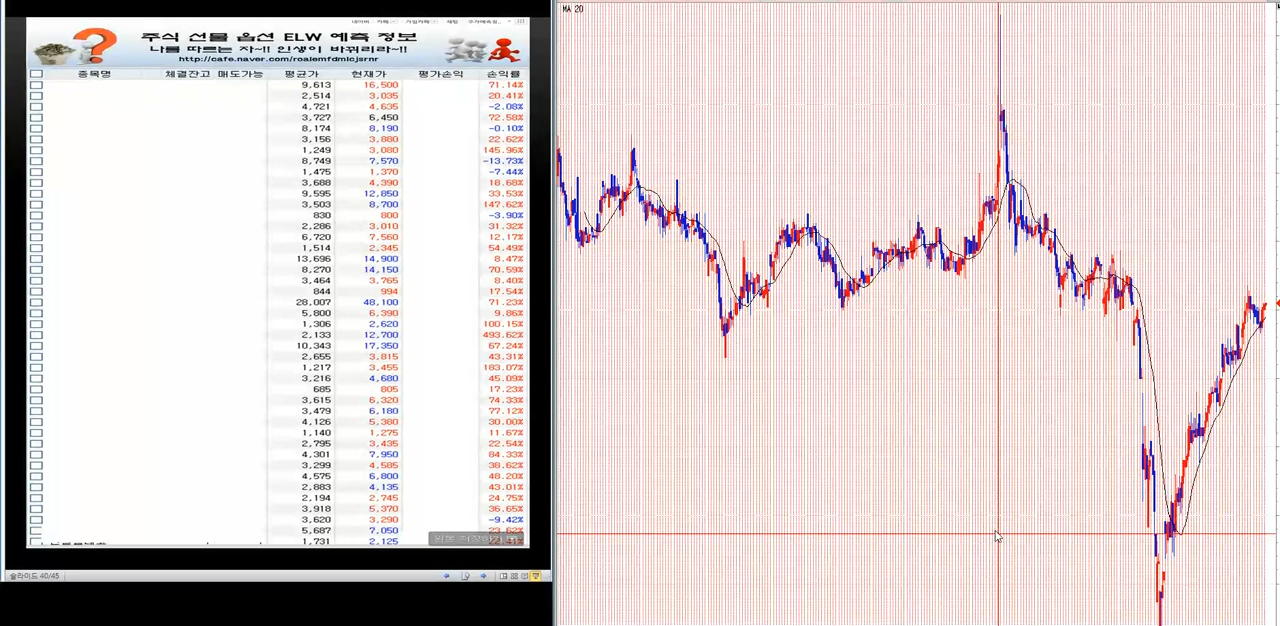 MA 20
주식 선물 옵션 ELW 예측 정보
나를 따르는 자~!! 인생이 바뀌리라~!!
http://cafe.naver.com/roalemfdmlcjsrnr
종목명 체결잔고 매도가능 평균가 현재가 평가손익 손익률
9,613 16,500 71.14%
2,514 3,035 20.41%
4,721 4,635 -2.08%
3,727 6,450 72.58%
8,174 8,190 -0.10%
3,156 3,880 22.62%
1,249 3,080 145.96%
8,749 7,570 -13.73%
1,475 1,370 -7.44%
3,688 4,390 18.68%
9,595 12,850 33.53%
3,503 8,700 147.62%
830 800 -3.90%
2,286 3,010 31.32%
6,720 7,560 12.17%
1,514 2,345 54.49%
13,696 14,900 8.47%
8,270 14,150 70.59%
3,464 3,765 8.40%
844 994 17.54%
28,007 48,100 71.23%
5,800 6,390 9.86%
1,306 2,620 100.15%
2,133 12,700 493.62%
10,343 17,350 67.24%
2,655 3,815 43.31%
1,217 3,455 183.07%
3,216 4,680 45.09%
685 805 17.23%
3,615 6,320 74.33%
3,479 6,180 77.12%
4,126 5,380 30.00%
1,140 1,275 11.67%
2,795 3,435 22.54%
4,301 7,950 84.33%
3,299 4,585 38.62%
4,575 6,800 48.20%
2,883 4,135 43.01%
2,194 2,745 24.75%
3,918 5,370 36.65%
3,620 3,290 -9.42%
5,687 7,050
1,731 2,125
슬라이드 40/45